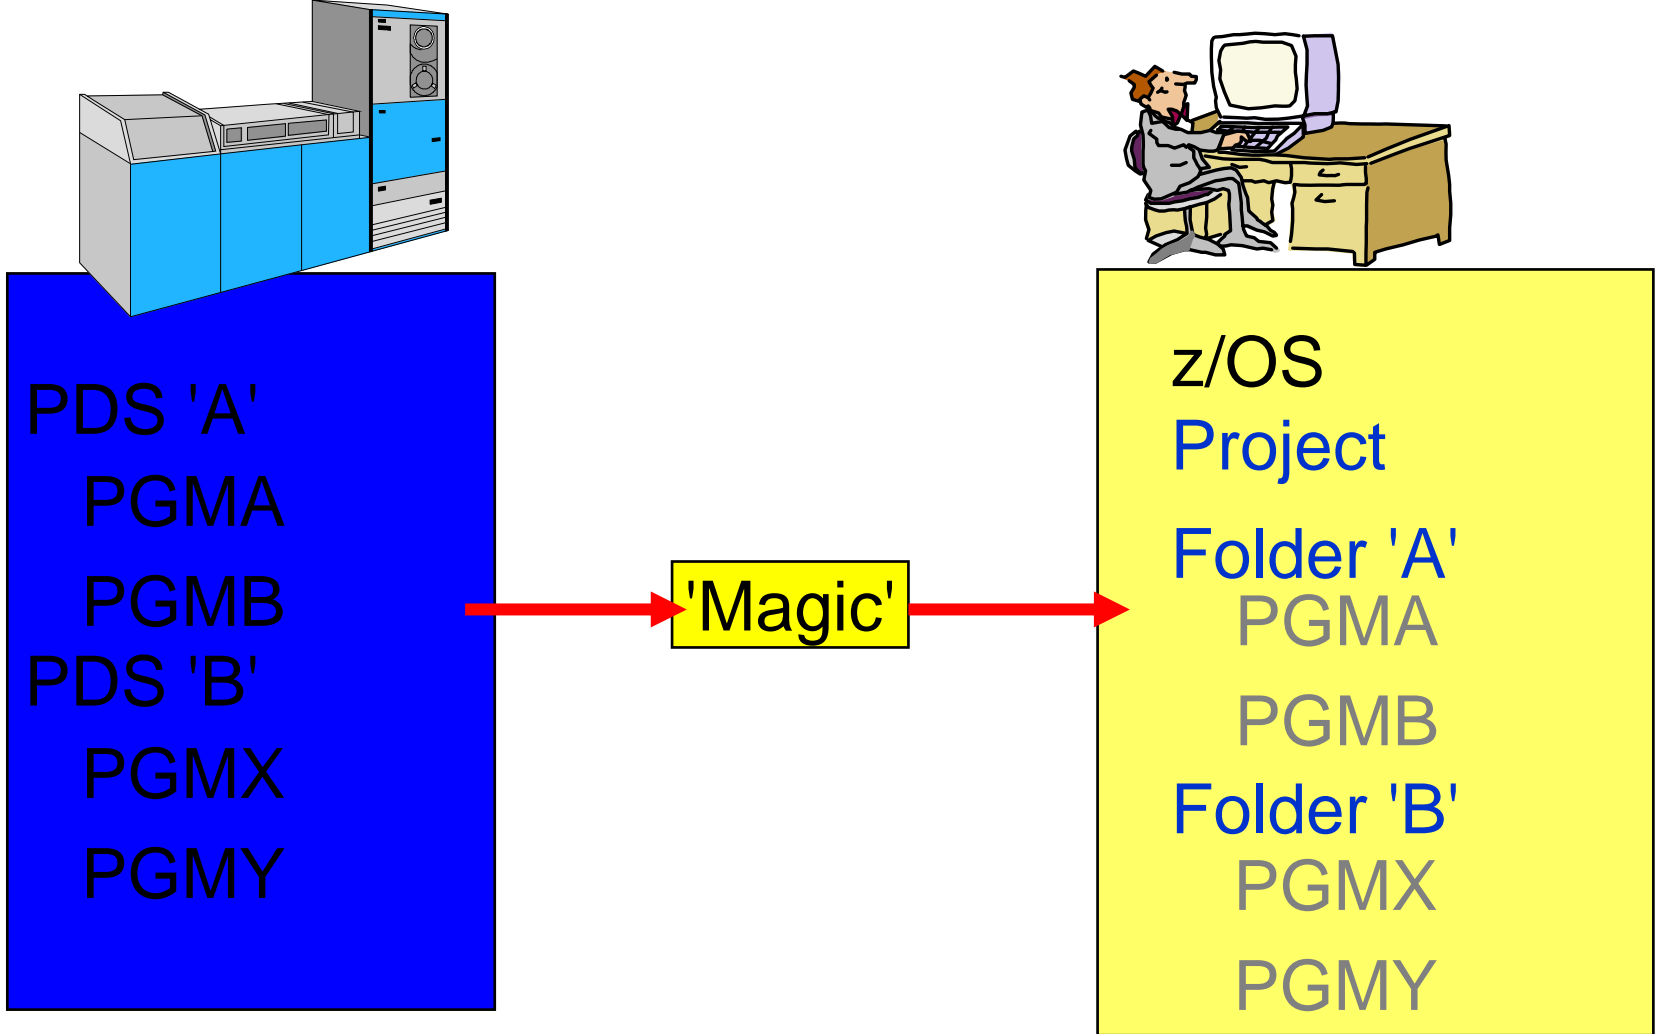 PDS 'A'
PGMA
PGMB
PDS 'B'
PGMX
PGMY
'Magic'
z/OS
Project
Folder 'A'
PGMA
PGMB
Folder 'B'
PGMX
PGMY